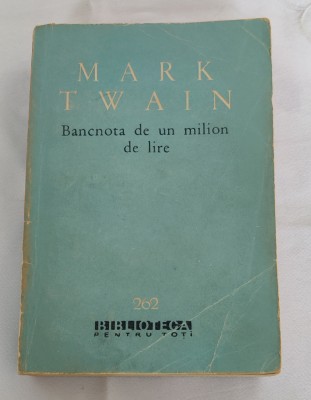 MARK
TWAIN
Bancnota de un milion
de lire
262
BIBLIOTECA
PENTRU TOȚI